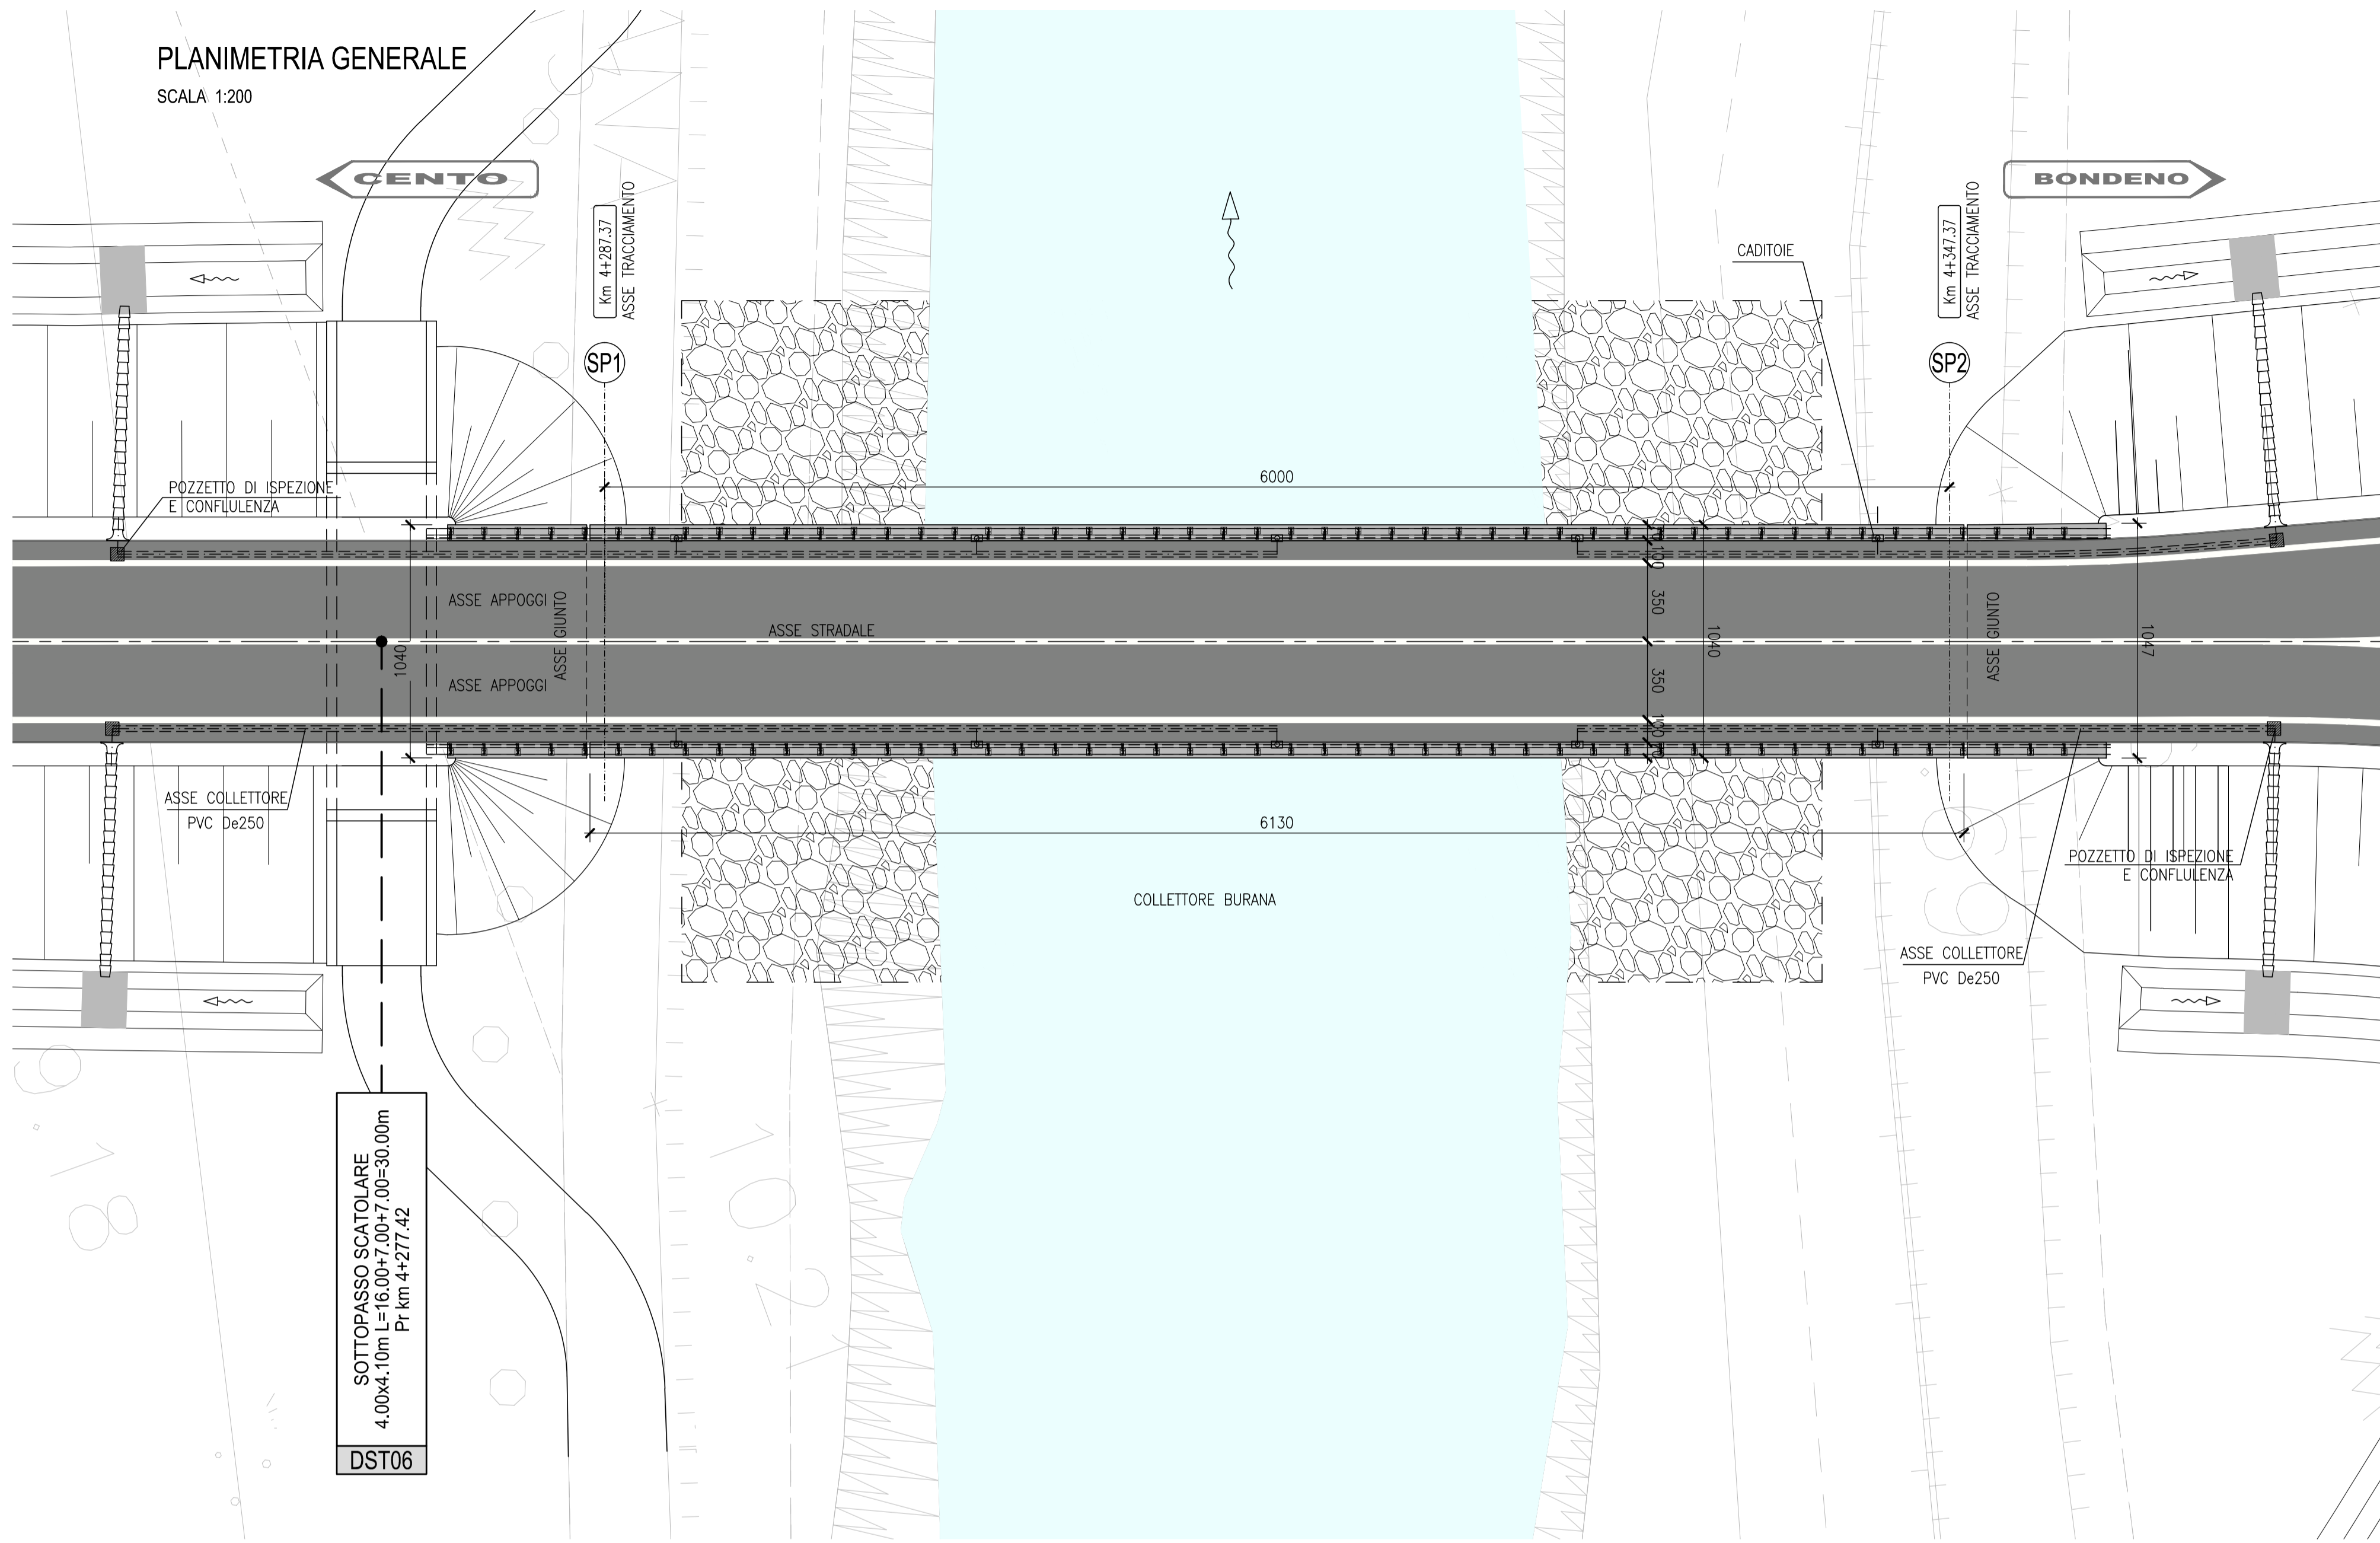 PLANIMETRIA GENERALE
SCALA 1:200
CENTO
BONDENO
Km 4+287.37
ASSE TRACCIAMENTO
Km 4+347.37
ASSE TRACCIAMENTO
CADITOIE
SP1
SP2
6000
POZZETTO DI ISPEZIONE
E CONFLULENZA
ASSE APPOGGI
ASSE GIUNTO
ASSE STRADALE
ASSE APPOGGI
1040
100
350
350
100
1040
ASSE GIUNTO
1047
ASSE COLLETTORE
PVC De250
6130
COLLETTORE BURANA
POZZETTO DI ISPEZIONE
E CONFLULENZA
ASSE COLLETTORE
PVC De250
SOTTOPASSO SCATOLARE
4.00x4.10m L=16.00+7.00+7.00=30.00m
Pr km 4+277.42
DST06